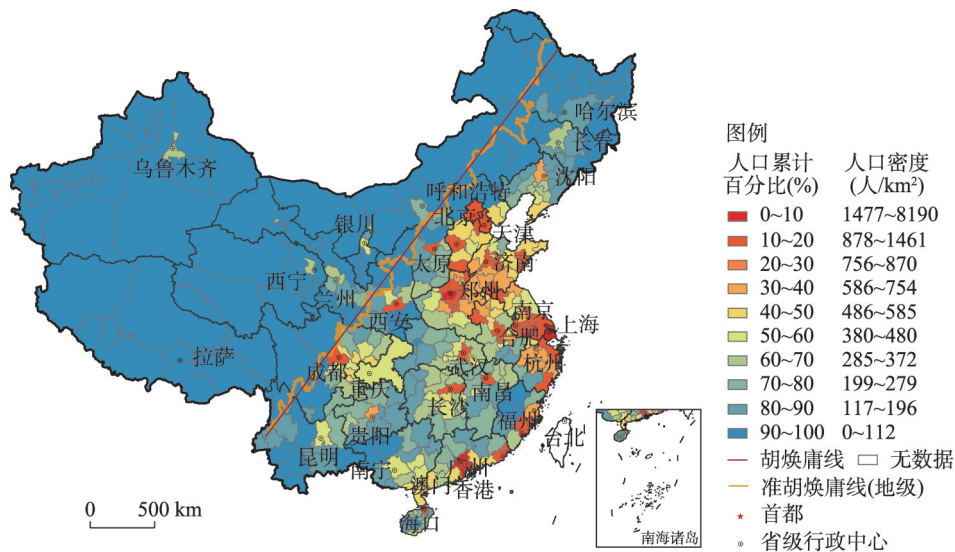 哈尔滨
长春
乌鲁木齐
沈阳
呼和浩特
北京
银川
天津
太原
济南
西宁
兰州
郑州
西安
南京
上海
合肥
拉萨
成都
武汉
杭州
重庆
南昌
长沙
贵阳
福州
台北
昆明
南宁
广州
澳门
香港
海口
0
500 km
南海诸岛
图例
人口累计 人口密度
百分比(%) (人/km²)
0~10 1477~8190
10~20 878~1461
20~30 756~870
30~40 586~754
40~50 486~585
50~60 380~480
60~70 285~372
70~80 199~279
80~90 117~196
90~100 0~112
胡焕庸线 无数据
准胡焕庸线(地级)
首都
省级行政中心